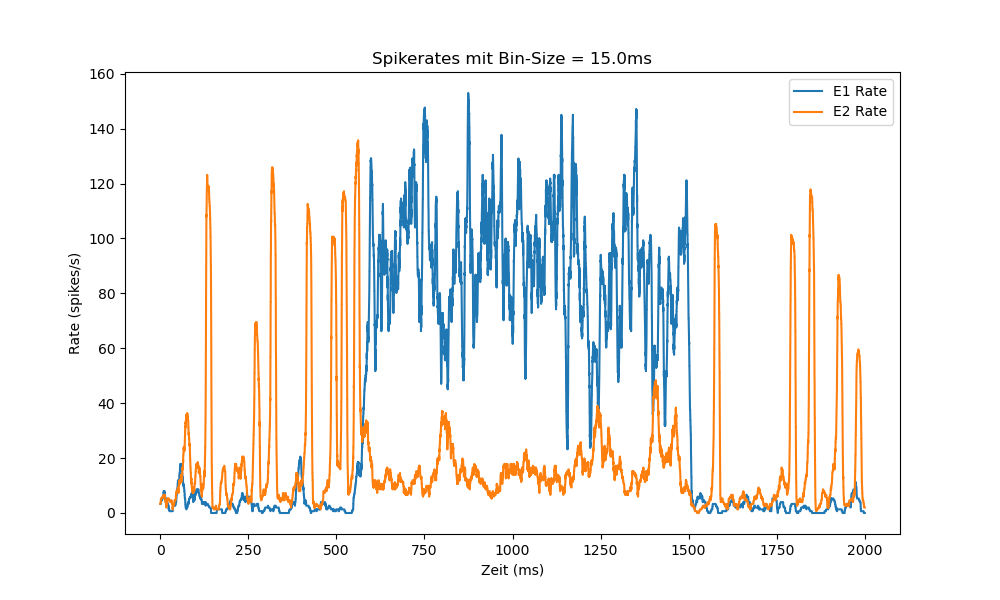 Spikerates mit Bin-Size = 15.0ms
E1 Rate
E2 Rate
Rate (spikes/s)
160
140
120
100
80
60
40
20
0
0 250 500 750 1000 1250 1500 1750 2000
Zeit (ms)